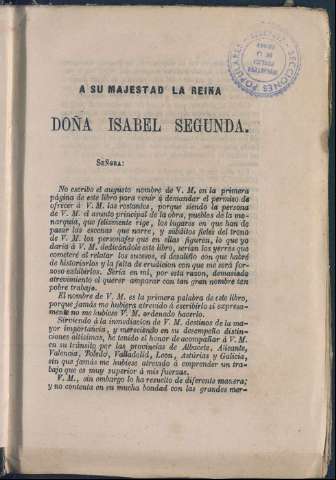 A SU MAJESTAD LA REINA
DOÑA ISABEL SEGUNDA.
SEÑORA:
No escribo el augusto nombre de V. M. en la primera
página de este libro para venir á demandar el permiso de
ofrecer á V. M. las restantes, porque siendo la persona
de V. M. el asunto principal de la obra, pueblos de la mo-
narquía, que felizmente rige, los lugares en que han de
pasar las escenas que narre, y súbditos fieles del trono
de V. M. los personajes que en ellas figuren, lo que yo
daria á V. M. dedicándole este libro, serian los yerros que
cometeré al relatar los sucesos, el desaliño con que habré
de historiarlos y la falta de erudicion con que me será for-
zoso exhibirlos. Seria en mí, por esta razon, demasiado
atrevimiento el querer amparar con tan gran nombre tan
pobre trabajo.
El nombre de V. M. es la primera palabra de este libro,
porque jamás me hubiera atrevido á escribirlo si expresa-
mente no me hubiese V. M. ordenado hacerlo.
Sirviendo á la inmediacion de V. M. destinos de la ma-
yor importancia, y mereciendo en su desempeño distin-
ciones altísimas, he tenido el honor de acompañar á V. M.
en su tránsito por las provincias de Albacete, Alicante,
Valencia, Toledo, Valladolid, Leon, Astúrias y Galicia,
sin que jamás me hubiese atrevido á emprender un tra-
bajo que es muy superior á mis fuerzas.
V. M., sin embargo lo ha resuelto de diferente manera;
y no contenta en su mucha bondad con las grandes mer-
SECCIONES POPULARES